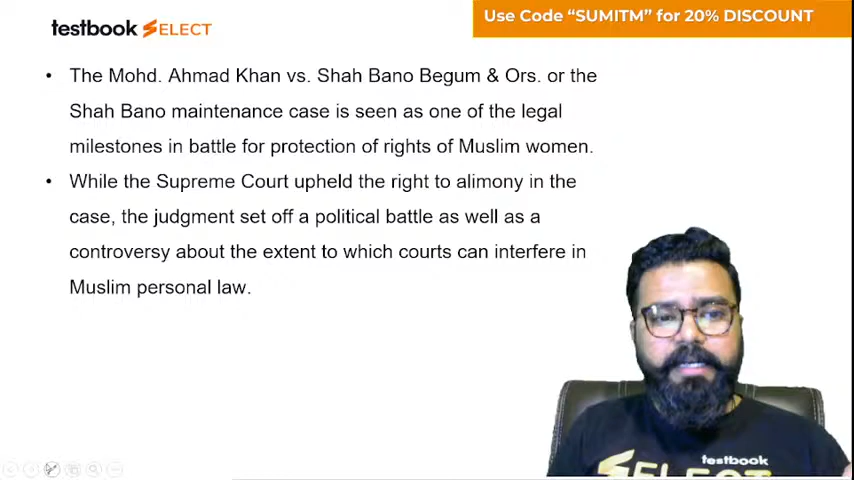 testbook SELECT
Use Code “SUMITM” for 20% DISCOUNT
• The Mohd. Ahmad Khan vs. Shah Bano Begum & Ors. or the
Shah Bano maintenance case is seen as one of the legal
milestones in battle for protection of rights of Muslim women.
• While the Supreme Court upheld the right to alimony in the
case, the judgment set off a political battle as well as a
controversy about the extent to which courts can interfere in
Muslim personal law.
testbook
SELECT